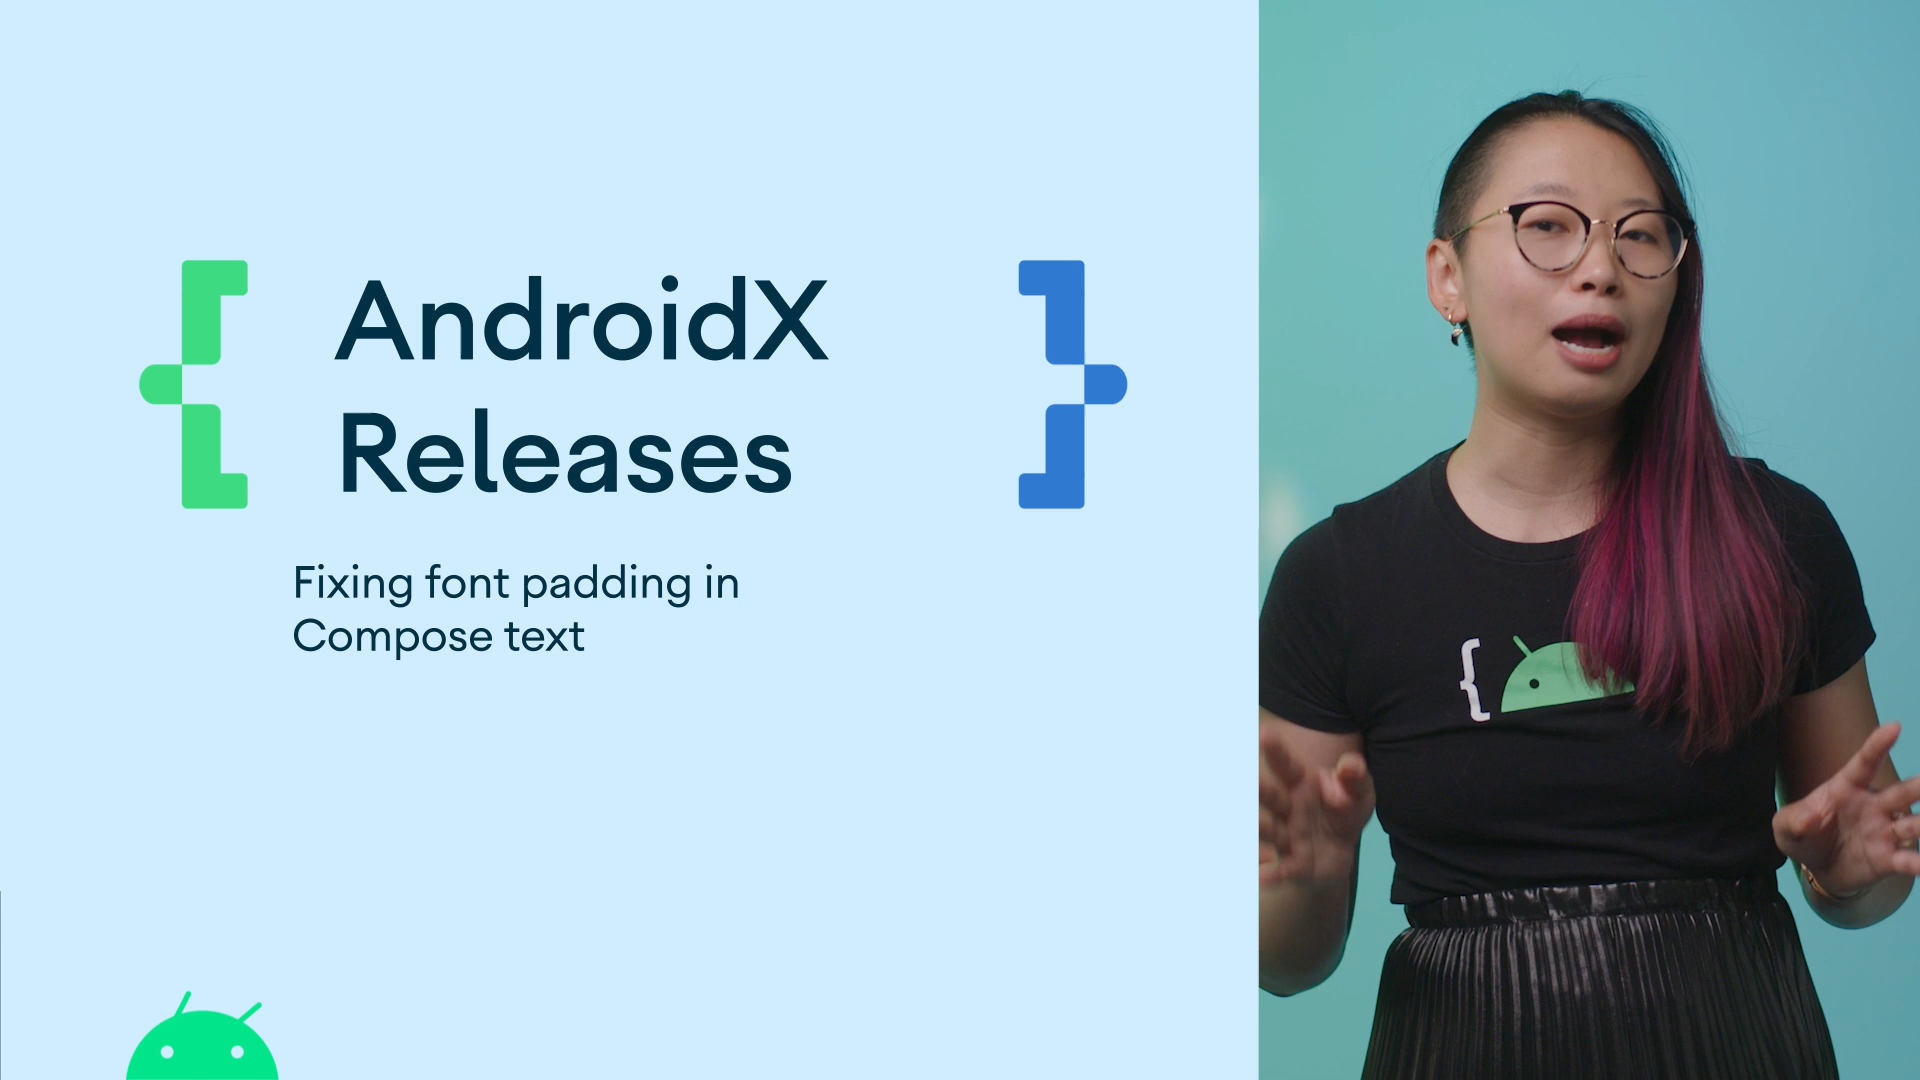 AndroidX
Releases
Fixing font padding in
Compose text